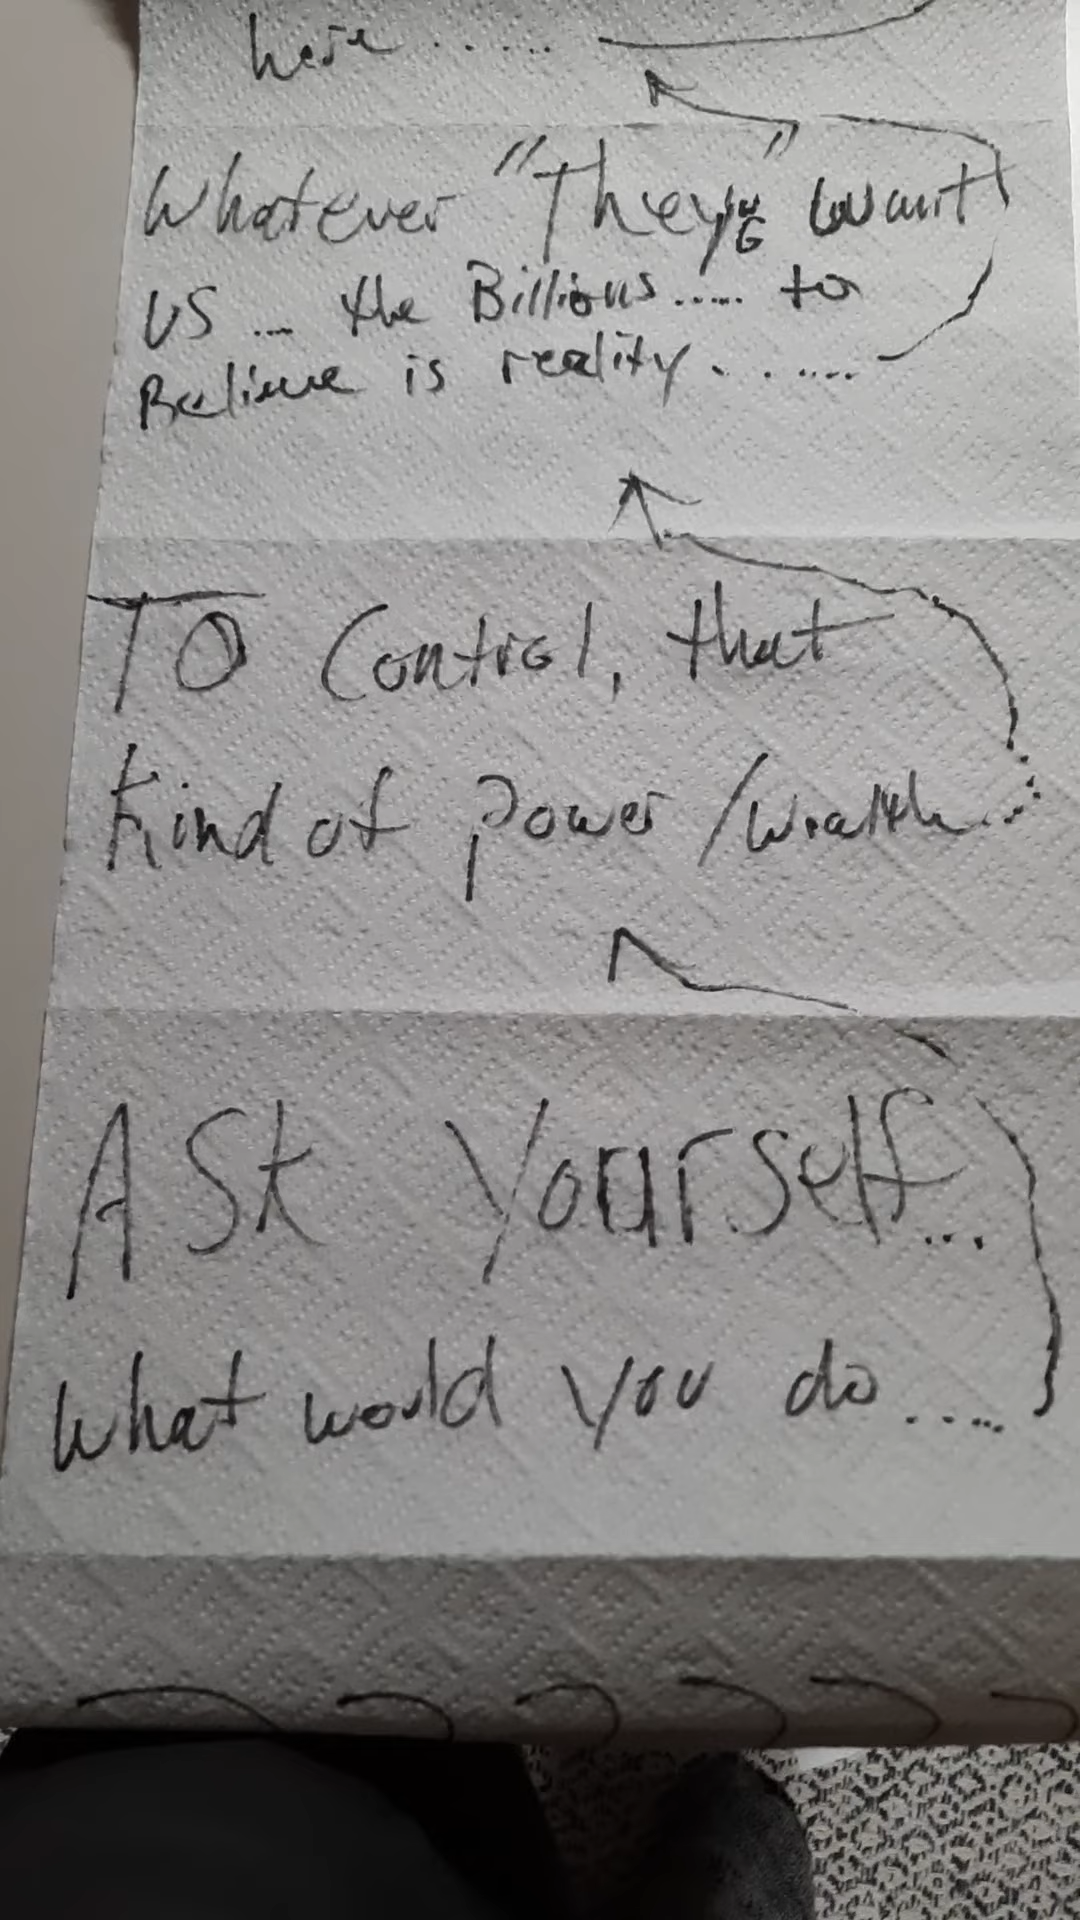 here ......
Whatever "They" want
US ... the Billions ..... to
Believe is reality .......
TO Control, that
Kind of power / Wealth ...
ASK Yourself ...
What would you do .....